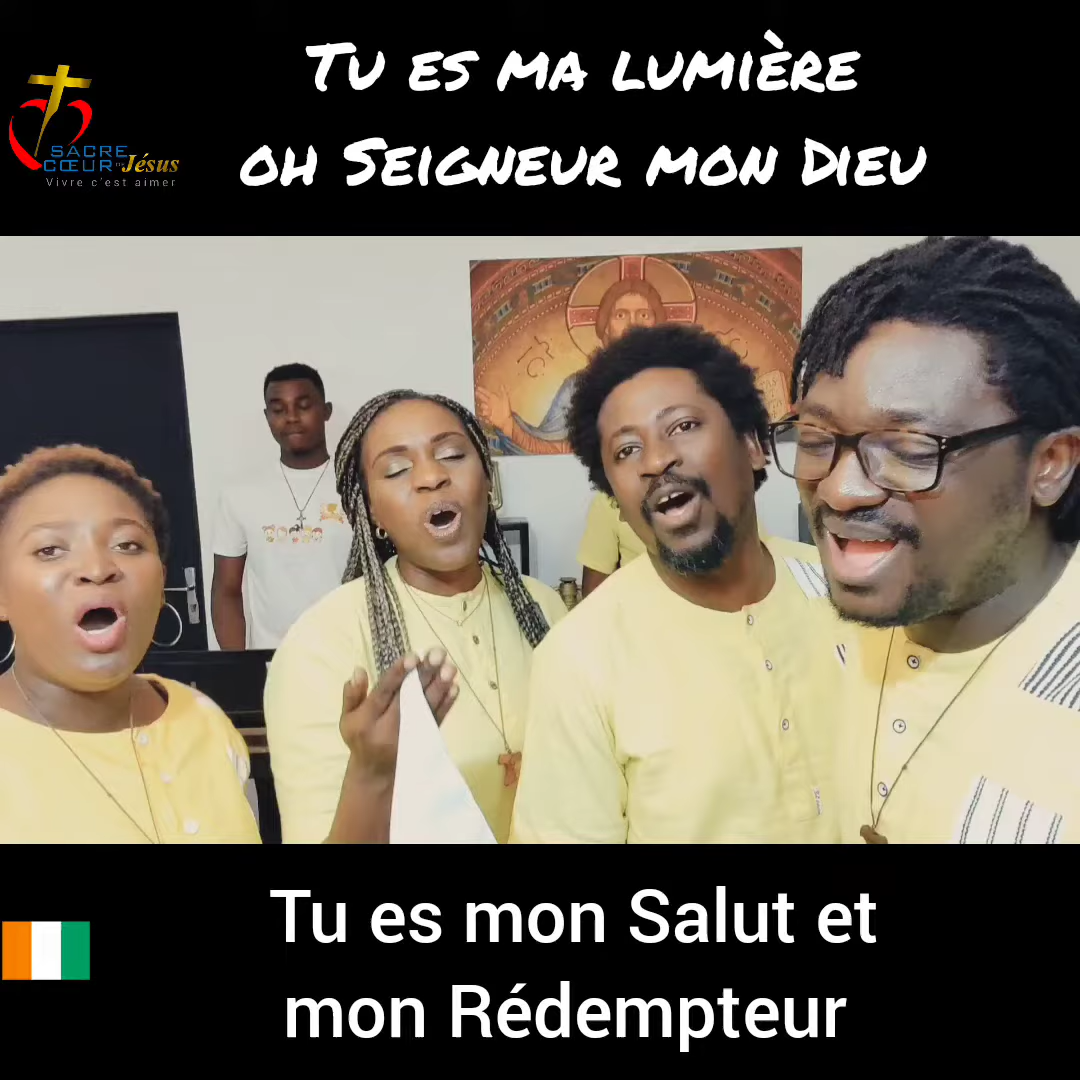 Tu es ma lumière
oh Seigneur mon Dieu
SACRE
CŒUR DE Jésus
Vivre c'est aimer
Tu es mon Salut et
mon Rédempteur